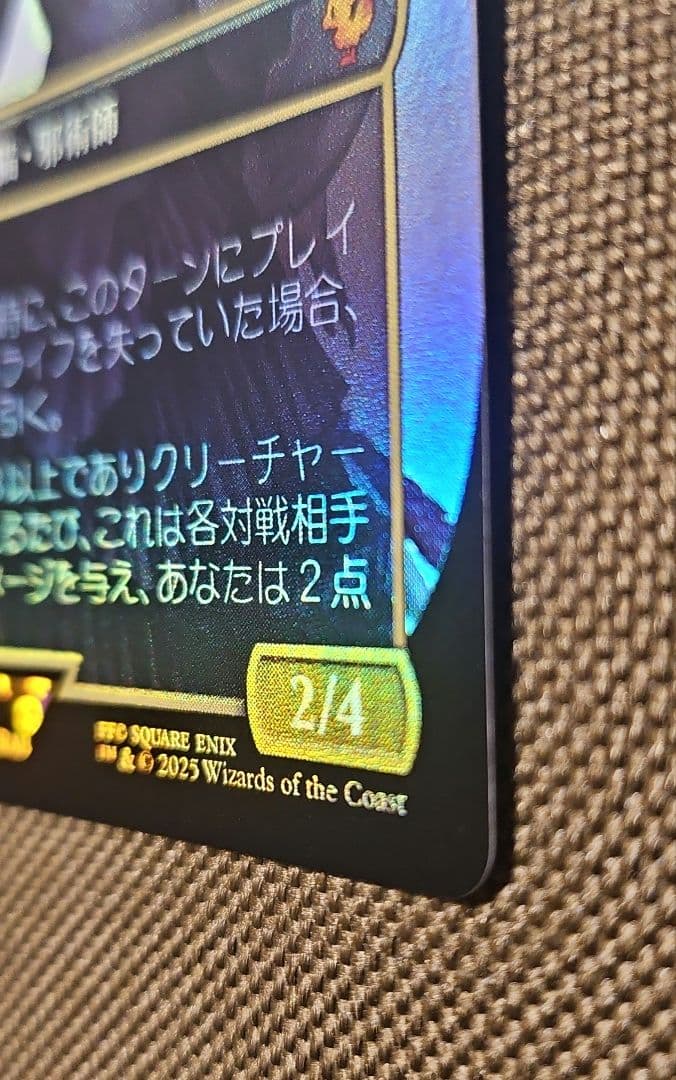 ・邪術師
時に、このターンにプレイ
ライフを失っていた場合、
引く。
以上でありクリーチャー
るたび、これは各対戦相手
ージを与え、あなたは2点
2/4
FF© SQUARE ENIX
™ & © 2025 Wizards of the Coast